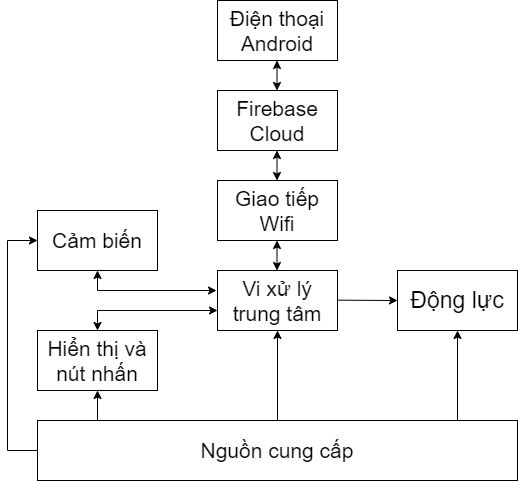 Điện thoại
Android
Firebase
Cloud
Giao tiếp
Wifi
Cảm biến
Vi xử lý
trung tâm
Động lực
Hiển thị và
nút nhấn
Nguồn cung cấp